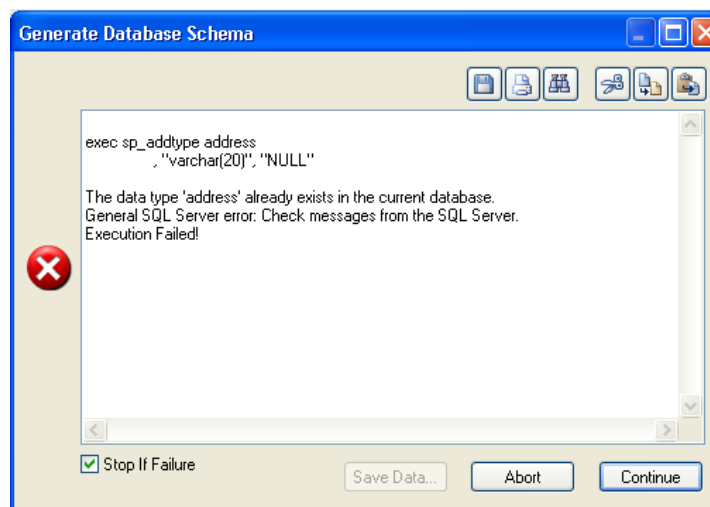 Generate Database Schema
exec sp_addtype address
, "varchar(20)", "NULL"
The data type 'address' already exists in the current database.
General SQL Server error: Check messages from the SQL Server.
Execution Failed!
Stop If Failure
Save Data...
Abort
Continue